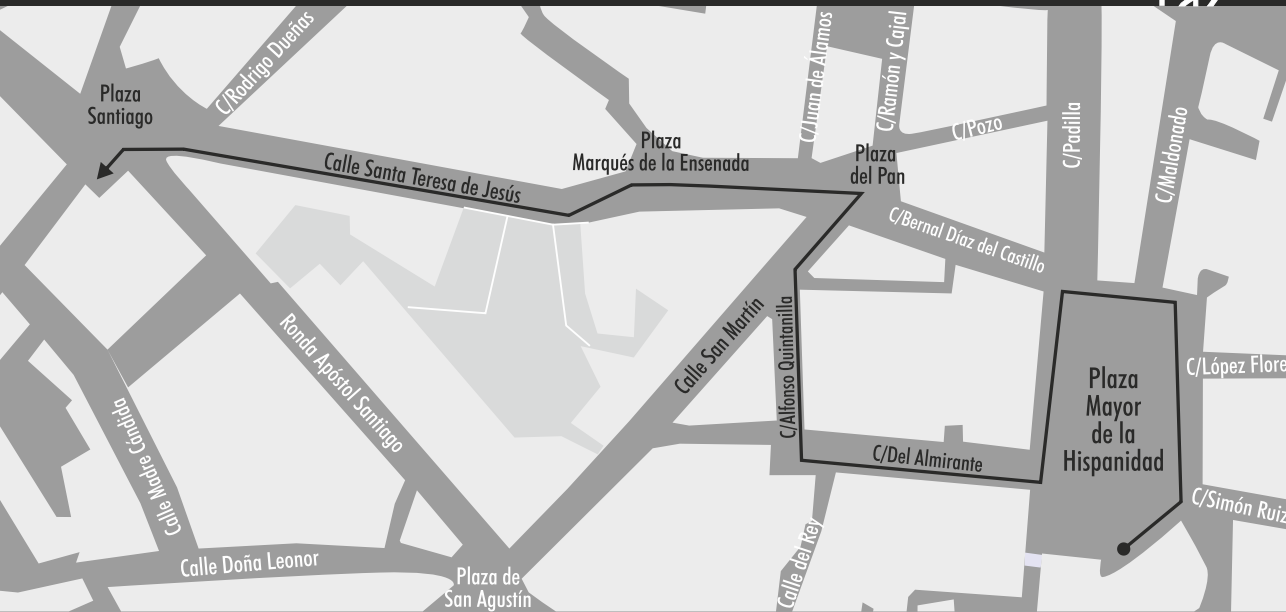 C/Rodrigo Dueñas
C/Juan de Álamos
C/Ramón y Cajal
Plaza
Santiago
C/Pozo
C/Padilla
C/Maldonado
Plaza
Marqués de la Ensenada
Plaza
del Pan
Calle Santa Teresa de Jesús
C/Bernal Díaz del Castillo
Calle San Martín
C/Alfonso Quintanilla
Ronda Apóstol Santiago
Plaza
Mayor
de la
Hispanidad
C/López Flore
Calle Madre Cándida
C/Del Almirante
C/Simón Ruiz
Calle del Rey
Calle Doña Leonor
Plaza de
San Agustín